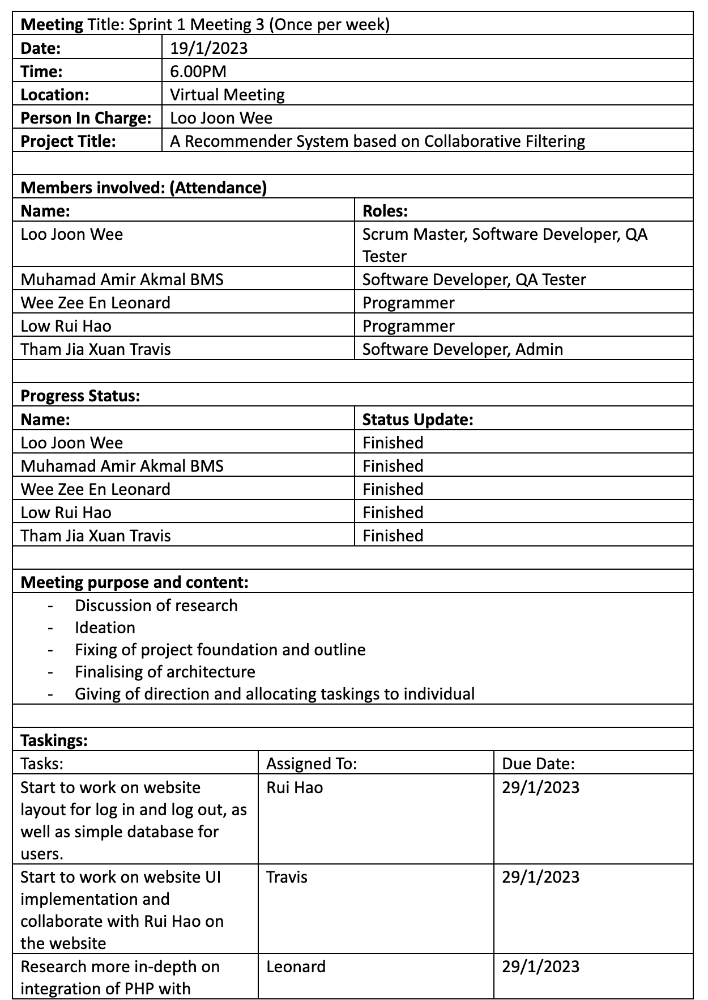 Meeting Title: Sprint 1 Meeting 3 (Once per week)
Date: 19/1/2023
Time: 6.00PM
Location: Virtual Meeting
Person In Charge: Loo Joon Wee
Project Title: A Recommender System based on Collaborative Filtering
Members involved: (Attendance)
Name: Roles:
Loo Joon Wee Scrum Master, Software Developer, QA
Tester
Muhamad Amir Akmal BMS Software Developer, QA Tester
Wee Zee En Leonard Programmer
Low Rui Hao Programmer
Tham Jia Xuan Travis Software Developer, Admin
Progress Status:
Name: Status Update:
Loo Joon Wee Finished
Muhamad Amir Akmal BMS Finished
Wee Zee En Leonard Finished
Low Rui Hao Finished
Tham Jia Xuan Travis Finished
Meeting purpose and content:
- Discussion of research
- Ideation
- Fixing of project foundation and outline
- Finalising of architecture
- Giving of direction and allocating taskings to individual
Taskings:
Tasks: Assigned To: Due Date:
Start to work on website Rui Hao 29/1/2023
layout for log in and log out, as
well as simple database for
users.
Start to work on website UI Travis 29/1/2023
implementation and
collaborate with Rui Hao on
the website
Research more in-depth on Leonard 29/1/2023
integration of PHP with